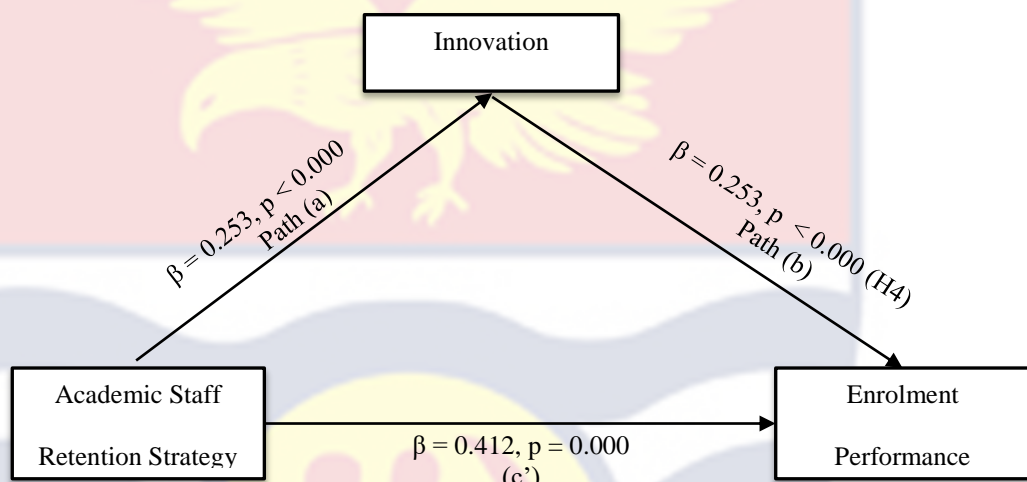 Innovation
β = 0.253, p < 0.000
Path (a)
β = 0.253, p < 0.000 (H4)
Path (b)
Academic Staff
Retention Strategy
β = 0.412, p = 0.000
(c’)
Enrolment
Performance